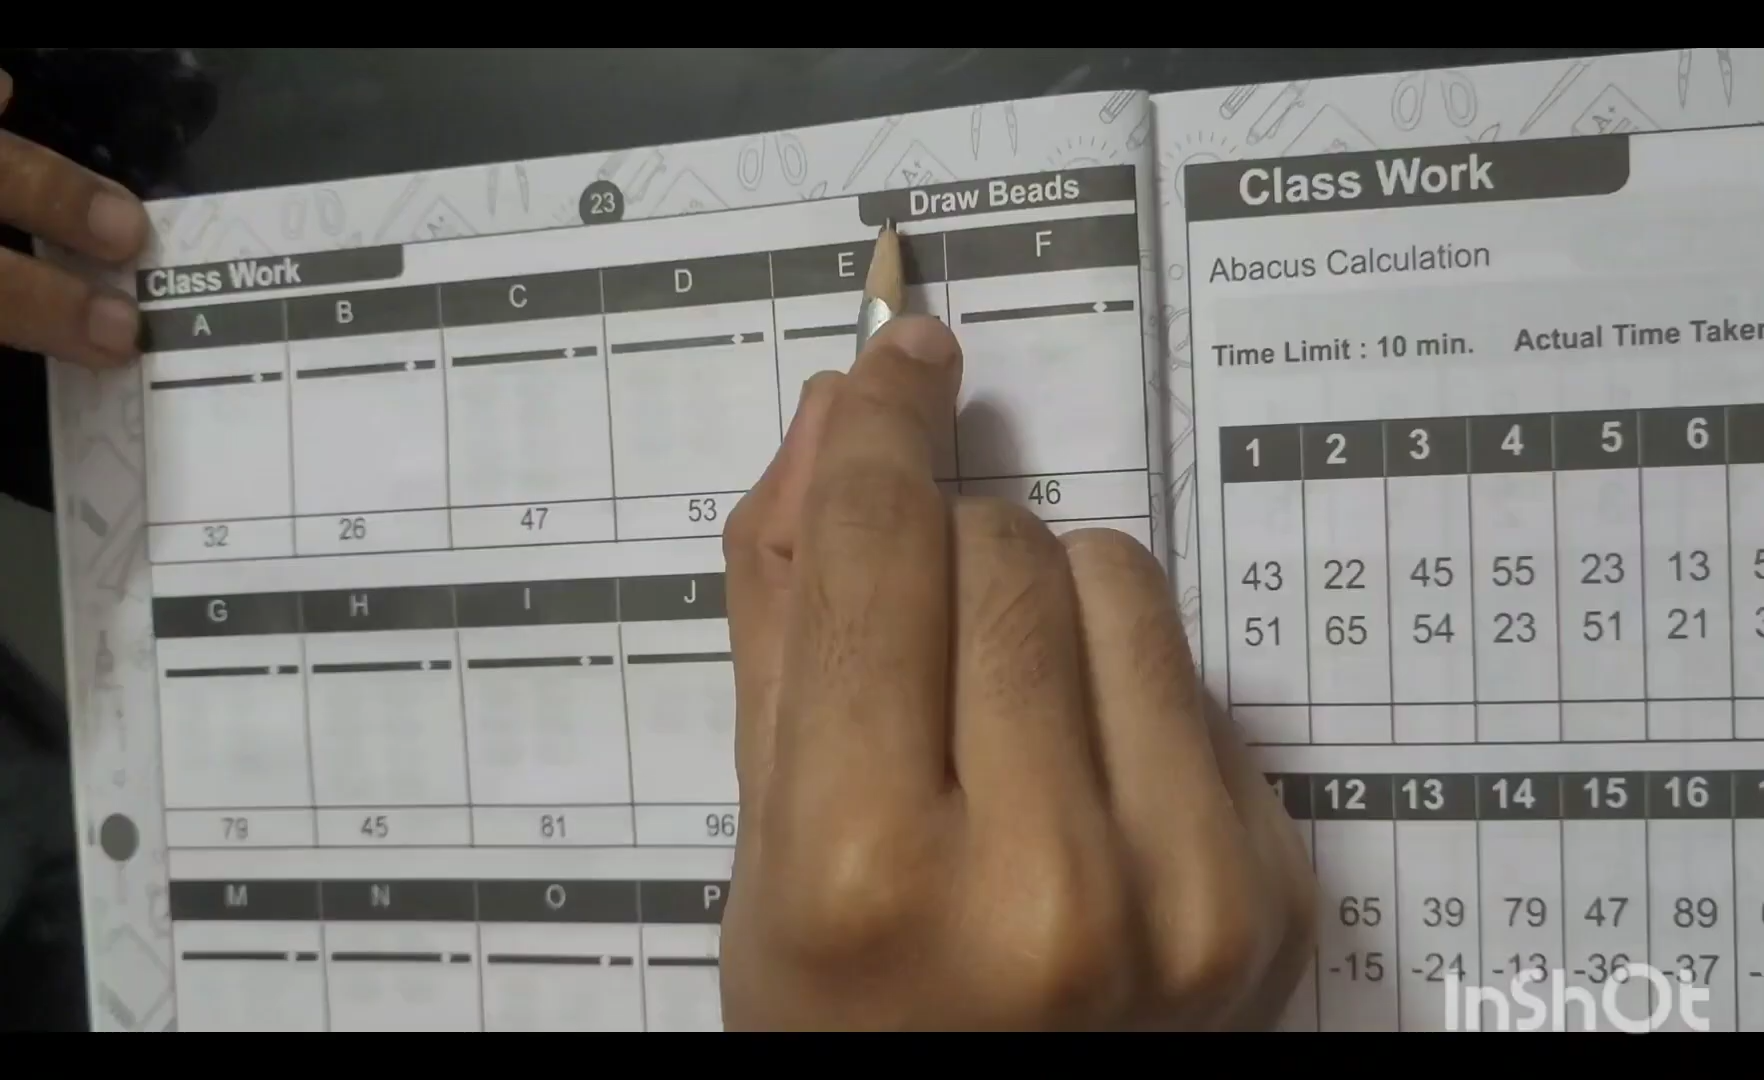 23
Draw Beads
Class Work
A B C D E F
32 26 47 53 46
G H I J
79 45 81 96
M N O P
Class Work
Abacus Calculation
Time Limit : 10 min. Actual Time Taken
1 2 3 4 5 6
43 22 45 55 23 13
51 65 54 23 51 21
12 13 14 15 16
65 39 79 47 89
-15 -24 -13 -36 -37
InShOt